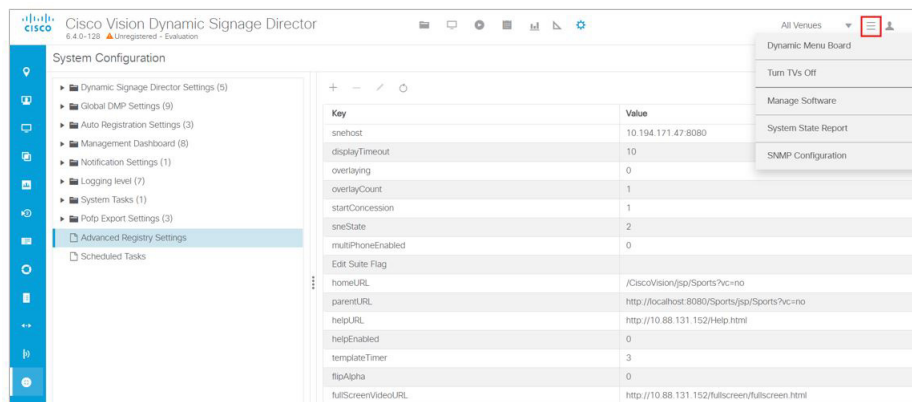 CISCO
Cisco Vision Dynamic Signage Director
6.4.0-128 Unregistered - Evaluation
All Venues
System Configuration
Dynamic Menu Board
Turn TVs Off
Manage Software
System State Report
SNMP Configuration
Dynamic Signage Director Settings (5)
Global DMP Settings (9)
Auto Registration Settings (3)
Management Dashboard (8)
Notification Settings (1)
Logging level (7)
System Tasks (1)
Pofp Export Settings (3)
Advanced Registry Settings
Scheduled Tasks
Key Value
snehost 10.194.171.47:8080
displayTimeout 10
overlaying 0
overlayCount 1
startConcession 1
sneState 2
multiPhoneEnabled 0
Edit Suite Flag
homeURL /CiscoVision/jsp/Sports?vc=no
parentURL http://localhost:8080/Sports/jsp/Sports?vc=no
helpURL http://10.88.131.152/Help.html
helpEnabled 0
templateTimer 3
flipAlpha 0
fullScreenVideoURL http://10.88.131.152/fullscreen/fullscreen.html